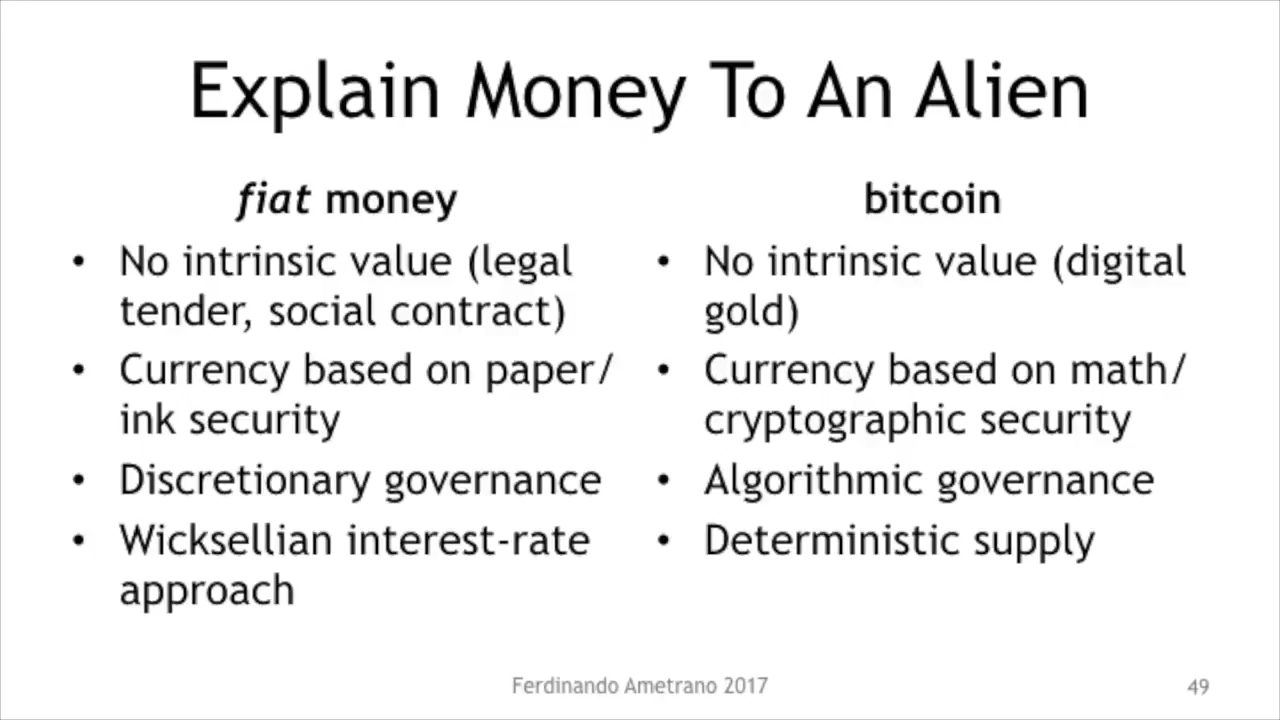 Explain Money To An Alien
fiat money
• No intrinsic value (legal
tender, social contract)
• Currency based on paper/
ink security
• Discretionary governance
• Wicksellian interest-rate
approach
bitcoin
• No intrinsic value (digital
gold)
• Currency based on math/
cryptographic security
• Algorithmic governance
• Deterministic supply
Ferdinando Ametrano 2017
49